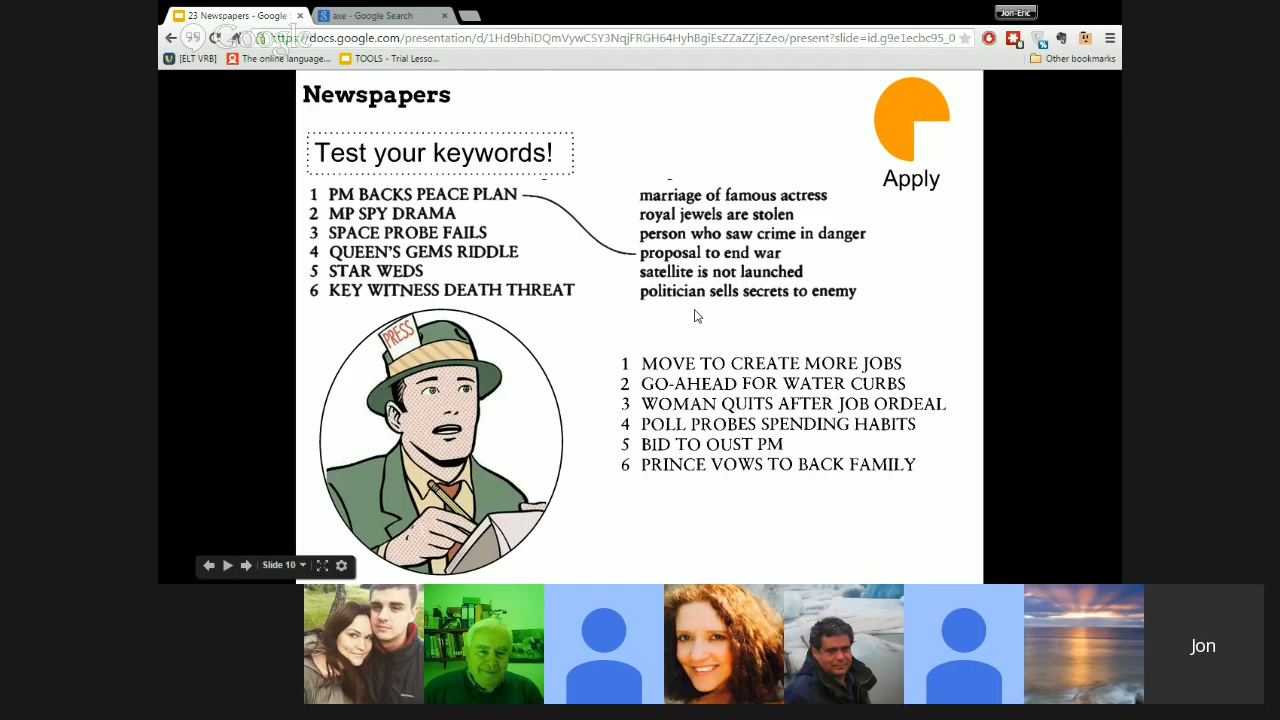 23 Newspapers - Google
axe - Google Search
Jon-Eric
https://docs.google.com/presentation/d/1Hd9bhiDQmVywCSY3NqjFRGH64HyhBgiEsZZaZZjEZeo/present?slide=id.g9e1ecbc95_0
Google
[ELT VRB]
The online language...
TOOLS - Trial Lesso...
Other bookmarks
Newspapers
Test your keywords!
Apply
1 PM BACKS PEACE PLAN
2 MP SPY DRAMA
3 SPACE PROBE FAILS
4 QUEEN'S GEMS RIDDLE
5 STAR WEDS
6 KEY WITNESS DEATH THREAT
marriage of famous actress
royal jewels are stolen
person who saw crime in danger
proposal to end war
satellite is not launched
politician sells secrets to enemy
PRESS
1 MOVE TO CREATE MORE JOBS
2 GO-AHEAD FOR WATER CURBS
3 WOMAN QUITS AFTER JOB ORDEAL
4 POLL PROBES SPENDING HABITS
5 BID TO OUST PM
6 PRINCE VOWS TO BACK FAMILY
Slide 10
Jon